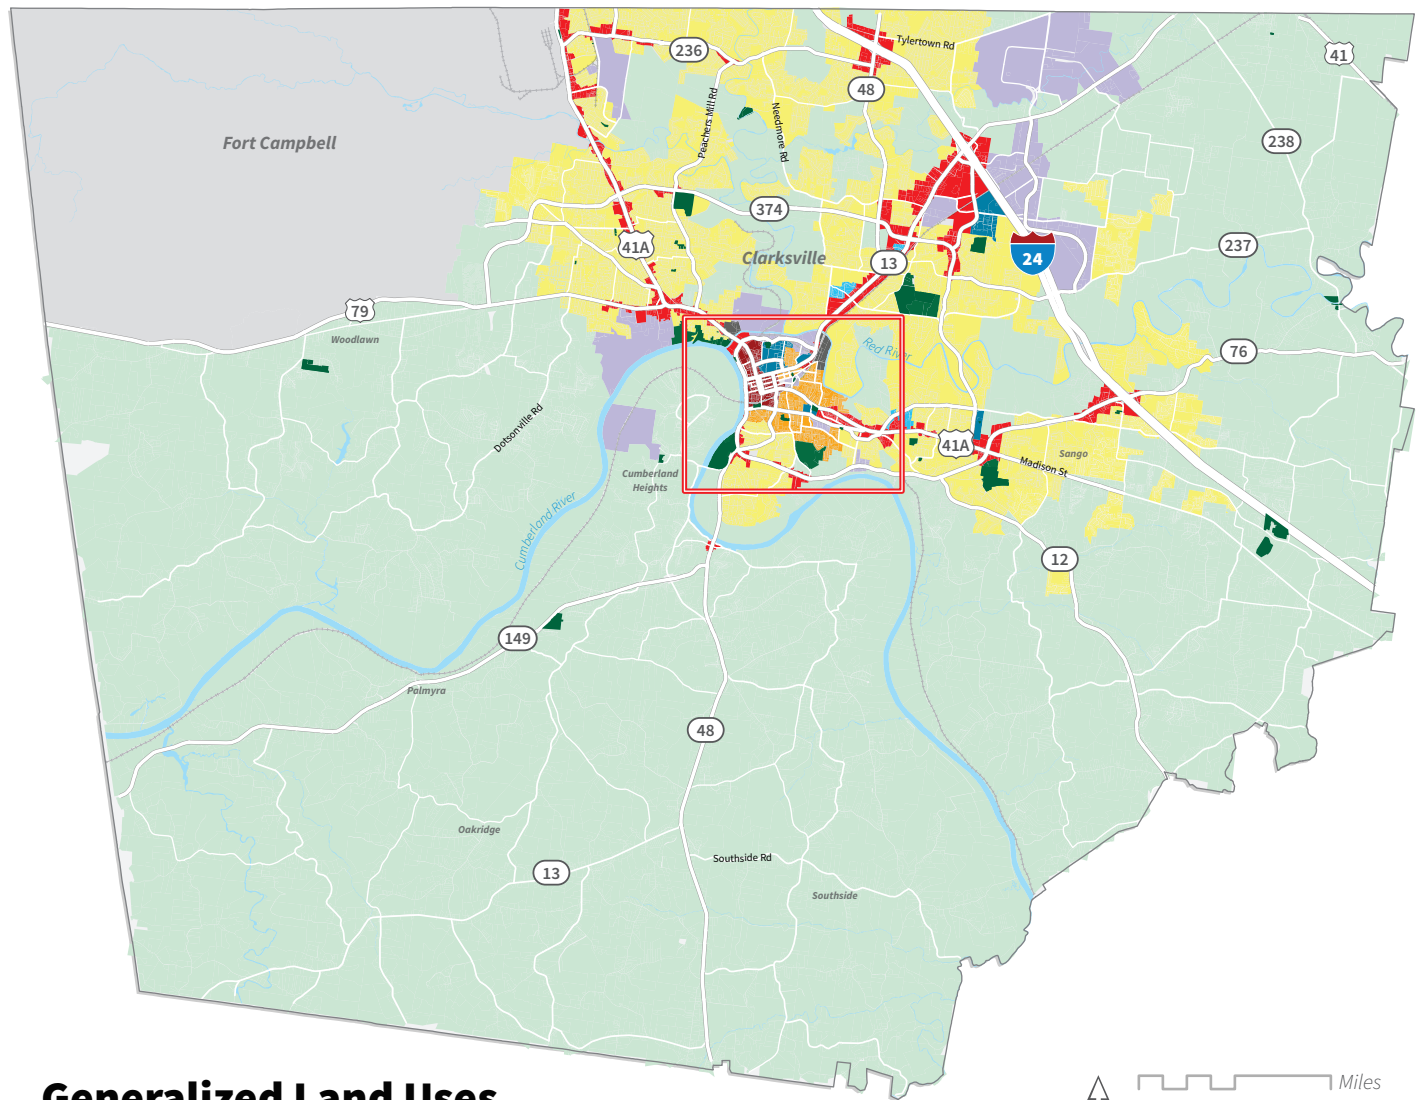 Tylertown Rd
236
41
48
Peachers Mill Rd
Needmore Rd
Fort Campbell
238
374
41A
Clarksville
237
13
24
79
Woodlawn
Red River
76
Dotsonville Rd
41A
Sango
Madison St
Cumberland
Heights
Cumberland River
12
149
Palmyra
48
Oakridge
Southside Rd
13
Southside
Generalized Land Uses
Miles